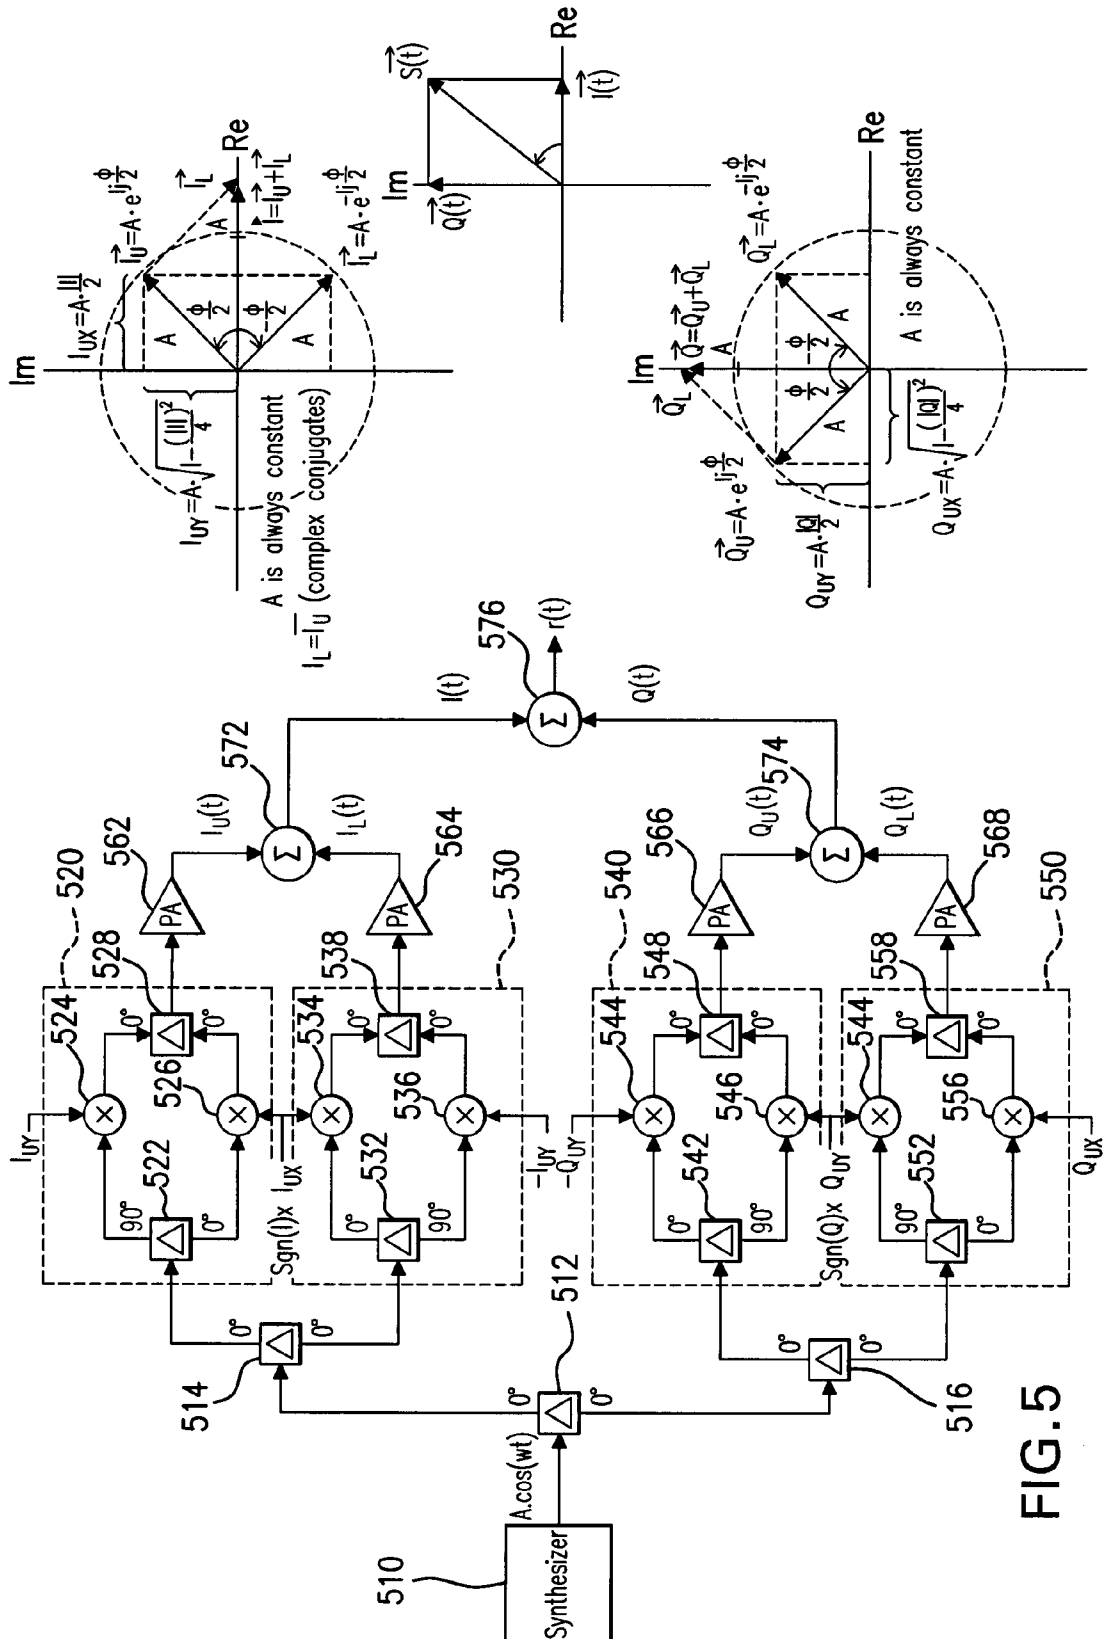 Im
Re
I_UX=A·|I|/2
I_U=A·e^Ijϕ/2
I_L
A
I=I_U+I_L
ϕ/2
ϕ/2
A
A
I_L=A·e^-Ijϕ/2
I_UY=A·√1-(|I|)²/4
A is always constant
I_L=I_U (complex conjugates)
Im
Re
S(t)
Q(t)
I(t)
Im
Re
Q_L
Q=Q_U+Q_L
A
Q_L=A·e^-Ijϕ/2
ϕ/2
-ϕ/2
A
A
Q_U=A·e^Ijϕ/2
Q_UY=A·|Q|/2
Q_UX=A·√1-(|Q|)²/4
A is always constant
510
Synthesizer
A.cos(wt)
512
0°
0°
514
0°
0°
516
0°
0°
520
I_UY
522
90°
0°
524
526
528
0°
0°
Sgn(I)x I_UX
530
532
0°
90°
534
536
538
0°
0°
-I_UY
540
-Q_UY
542
0°
90°
544
546
548
0°
0°
Sgn(Q)x Q_UY
550
552
90°
0°
544
556
558
0°
0°
Q_UX
562
PA
I_U(t)
564
PA
I_L(t)
566
PA
Q_U(t)
568
PA
Q_L(t)
572
Σ
574
Σ
I(t)
576
Σ
r(t)
Q(t)
FIG.5